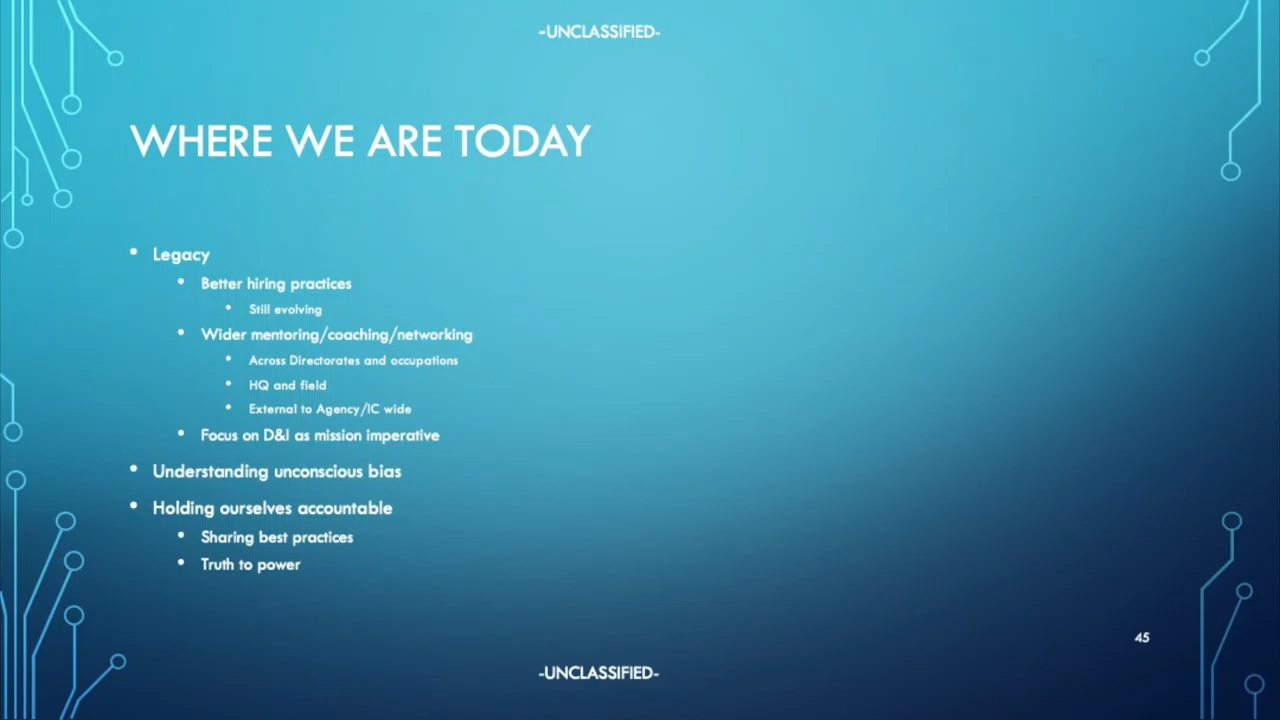 -UNCLASSIFIED-
WHERE WE ARE TODAY
• Legacy
• Better hiring practices
• Still evolving
• Wider mentoring/coaching/networking
• Across Directorates and occupations
• HQ and field
• External to Agency/IC wide
• Focus on D&I as mission imperative
• Understanding unconscious bias
• Holding ourselves accountable
• Sharing best practices
• Truth to power
45
-UNCLASSIFIED-